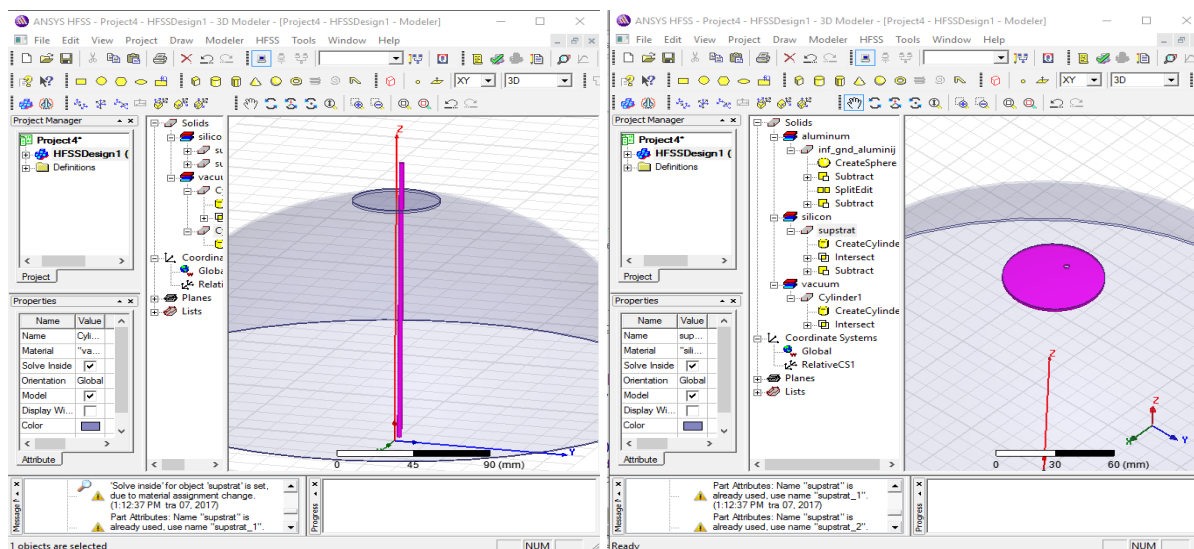 ANSYS HFSS - Project4 - HFSSDesign1 - 3D Modeler - [Project4 - HFSSDesign1 - Modeler]
File Edit View Project Draw Modeler HFSS Tools Window Help
XY 3D
Project Manager
Project4*
HFSSDesign1 (
Definitions
Project
Properties
Name Value
Name Cyli...
Material "va...
Solve Inside
Orientation Global
Model
Display Wi...
Color
Attribute
Solids
silico
su
su
vacuu
Cy
Cy
Coordina
Globa
Relati
Planes
Lists
Z
Y
0 45 90 (mm)
Message M
'Solve inside' for object 'supstrat' is set,
due to material assignment change.
(1:12:37 PM tra 07, 2017)
Part Attributes: Name "supstrat" is
already used, use name "supstrat_1".
Progress
1 objects are selected
NUM
ANSYS HFSS - Project4 - HFSSDesign1 - 3D Modeler - [Project4 - HFSSDesign1 - Modeler]
File Edit View Project Draw Modeler HFSS Tools Window Help
XY 3D
Project Manager
Project4*
HFSSDesign1 (
Definitions
Project
Properties
Name Value
Name sup...
Material "sili...
Solve Inside
Orientation Global
Model
Display Wi...
Color
Attribute
Solids
aluminum
inf_gnd_aluminij
CreateSphere
Subtract
SplitEdit
Subtract
silicon
supstrat
CreateCylinde
Intersect
Subtract
vacuum
Cylinder1
CreateCylinde
Intersect
Coordinate Systems
Global
RelativeCS1
Planes
Lists
Z
Z
X
Y
0 30 60 (mm)
Part Attributes: Name "supstrat" is
already used, use name "supstrat_1".
(1:12:37 PM tra 07, 2017)
Part Attributes: Name "supstrat" is
already used, use name "supstrat_2".
Progress
Ready
NUM